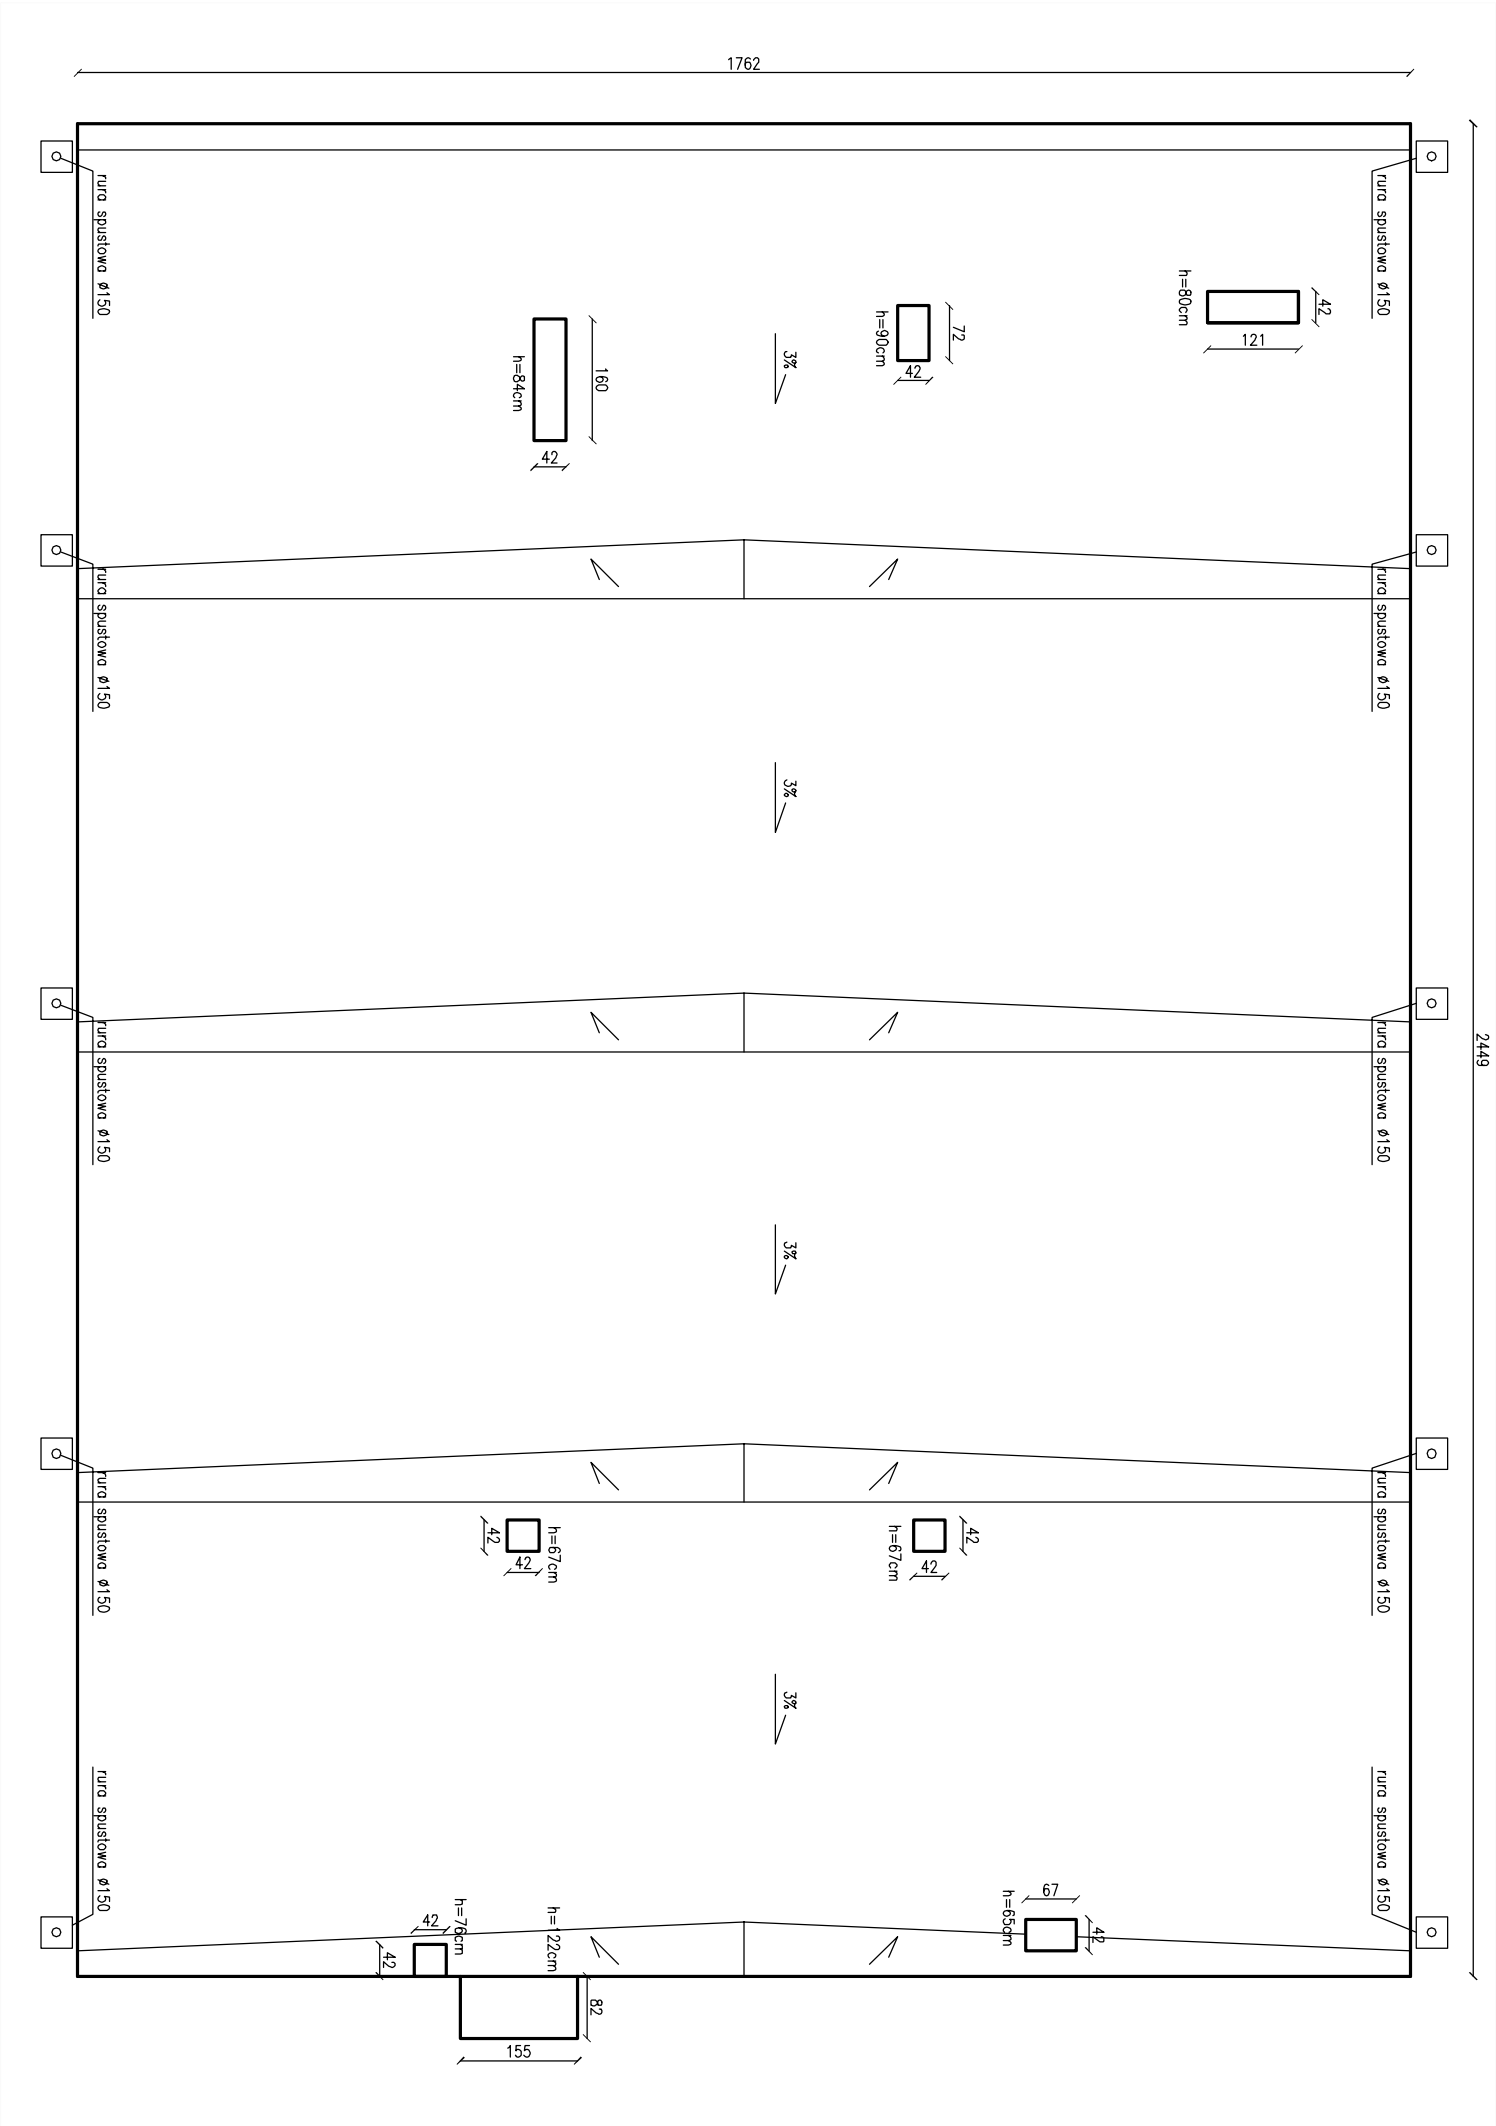 1762
2449
rura spustowa ø150
rura spustowa ø150
h=80cm
42
121
h=90cm
72
42
h=84cm
160
42
3%
rura spustowa ø150
rura spustowa ø150
3%
rura spustowa ø150
rura spustowa ø150
3%
rura spustowa ø150
rura spustowa ø150
42
42
h=67cm
h=67cm
42
42
3%
rura spustowa ø150
rura spustowa ø150
67
h=65cm
42
42
h=76cm
42
h=122cm
82
155